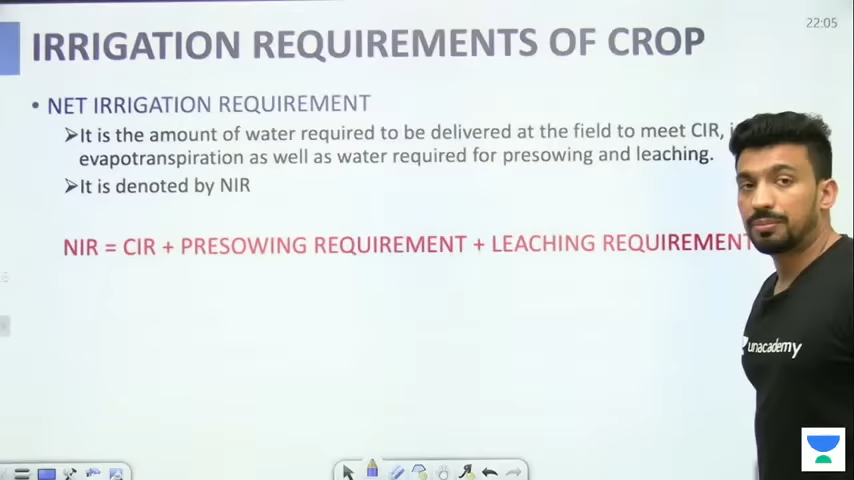 22:05
IRRIGATION REQUIREMENTS OF CROP
• NET IRRIGATION REQUIREMENT
➢It is the amount of water required to be delivered at the field to meet CIR,
evapotranspiration as well as water required for presowing and leaching.
➢It is denoted by NIR
NIR = CIR + PRESOWING REQUIREMENT + LEACHING REQUIREMENT
unacademy